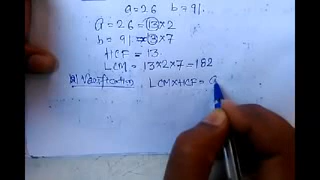 a=26 b=91.
a=26=13×2
b=91=13×7
HCF=13.
LCM=13×2×7=182
Verification LCM×HCF=